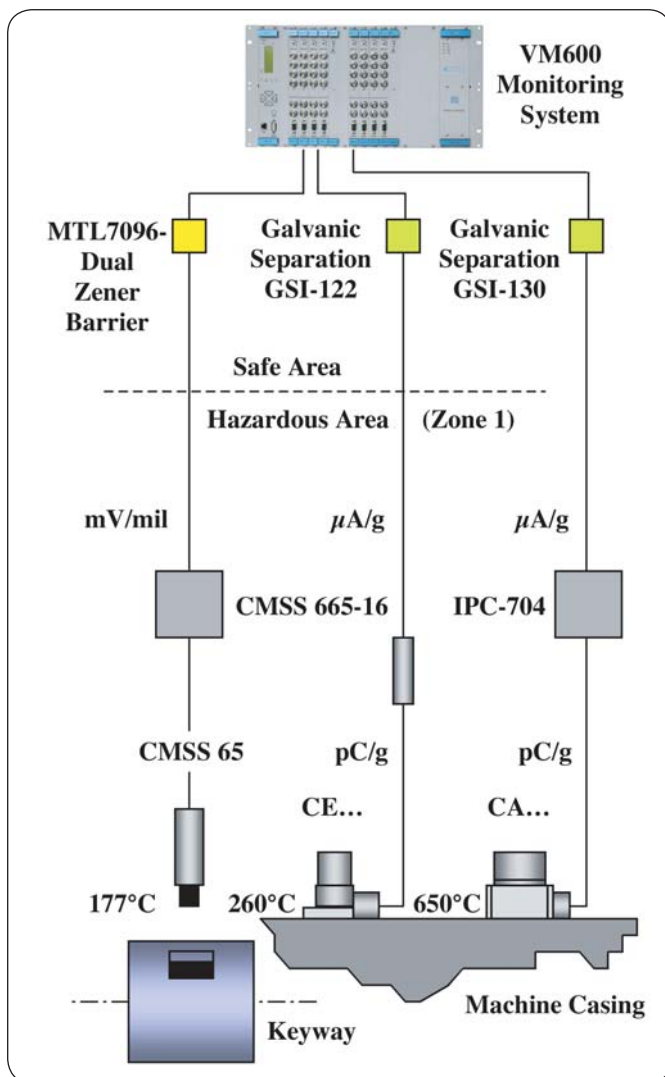 VM600
Monitoring
System
MTL7096-
Dual
Zener
Barrier
Galvanic
Separation
GSI-122
Galvanic
Separation
GSI-130
Safe Area
Hazardous Area (Zone 1)
mV/mil
µA/g
µA/g
CMSS 665-16
IPC-704
CMSS 65
pC/g
pC/g
CE...
CA...
177°C
260°C
650°C
Machine Casing
Keyway